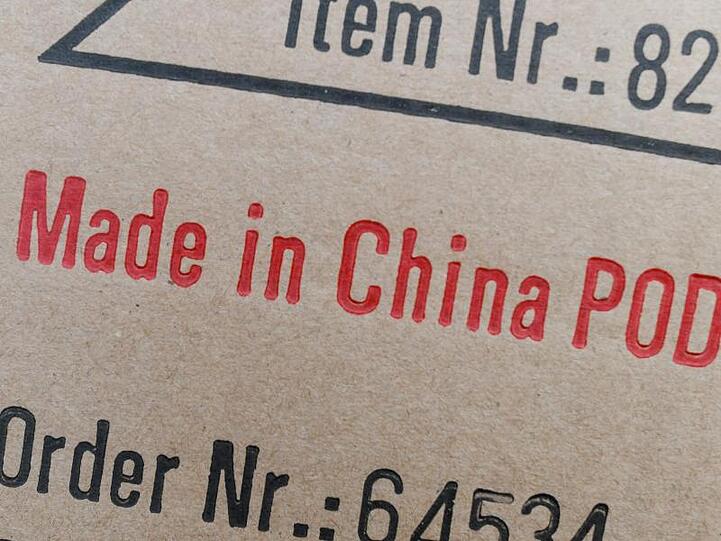 Item Nr.: 82
Made in China POD
Order Nr.: 64534